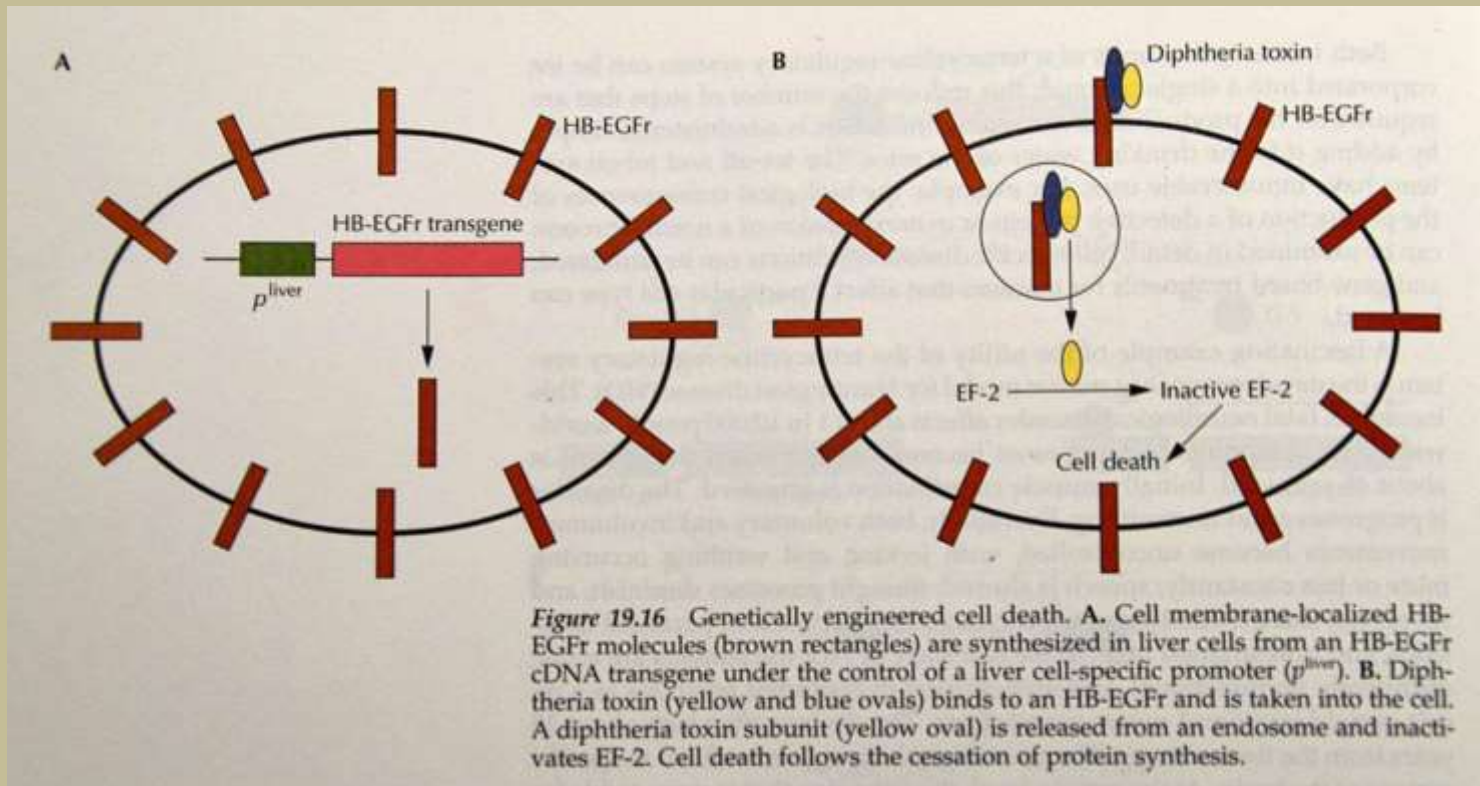 A
HB-EGFr
HB-EGFr transgene
pliver
B
Diphtheria toxin
HB-EGFr
EF-2
Inactive EF-2
Cell death
Figure 19.16 Genetically engineered cell death. A. Cell membrane-localized HB-
EGFr molecules (brown rectangles) are synthesized in liver cells from an HB-EGFr
cDNA transgene under the control of a liver cell-specific promoter (pliver). B. Diph-
theria toxin (yellow and blue ovals) binds to an HB-EGFr and is taken into the cell.
A diphtheria toxin subunit (yellow oval) is released from an endosome and inacti-
vates EF-2. Cell death follows the cessation of protein synthesis.